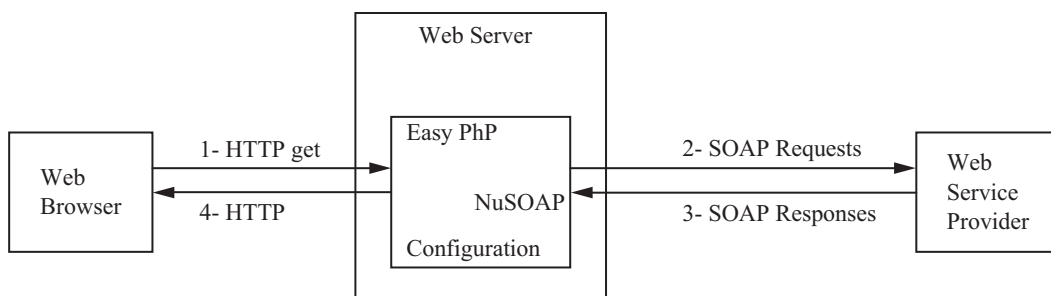 Web Server
Easy PhP
1- HTTP get
2- SOAP Requests
Web
Browser
Web
Service
Provider
NuSOAP
4- HTTP
3- SOAP Responses
Configuration